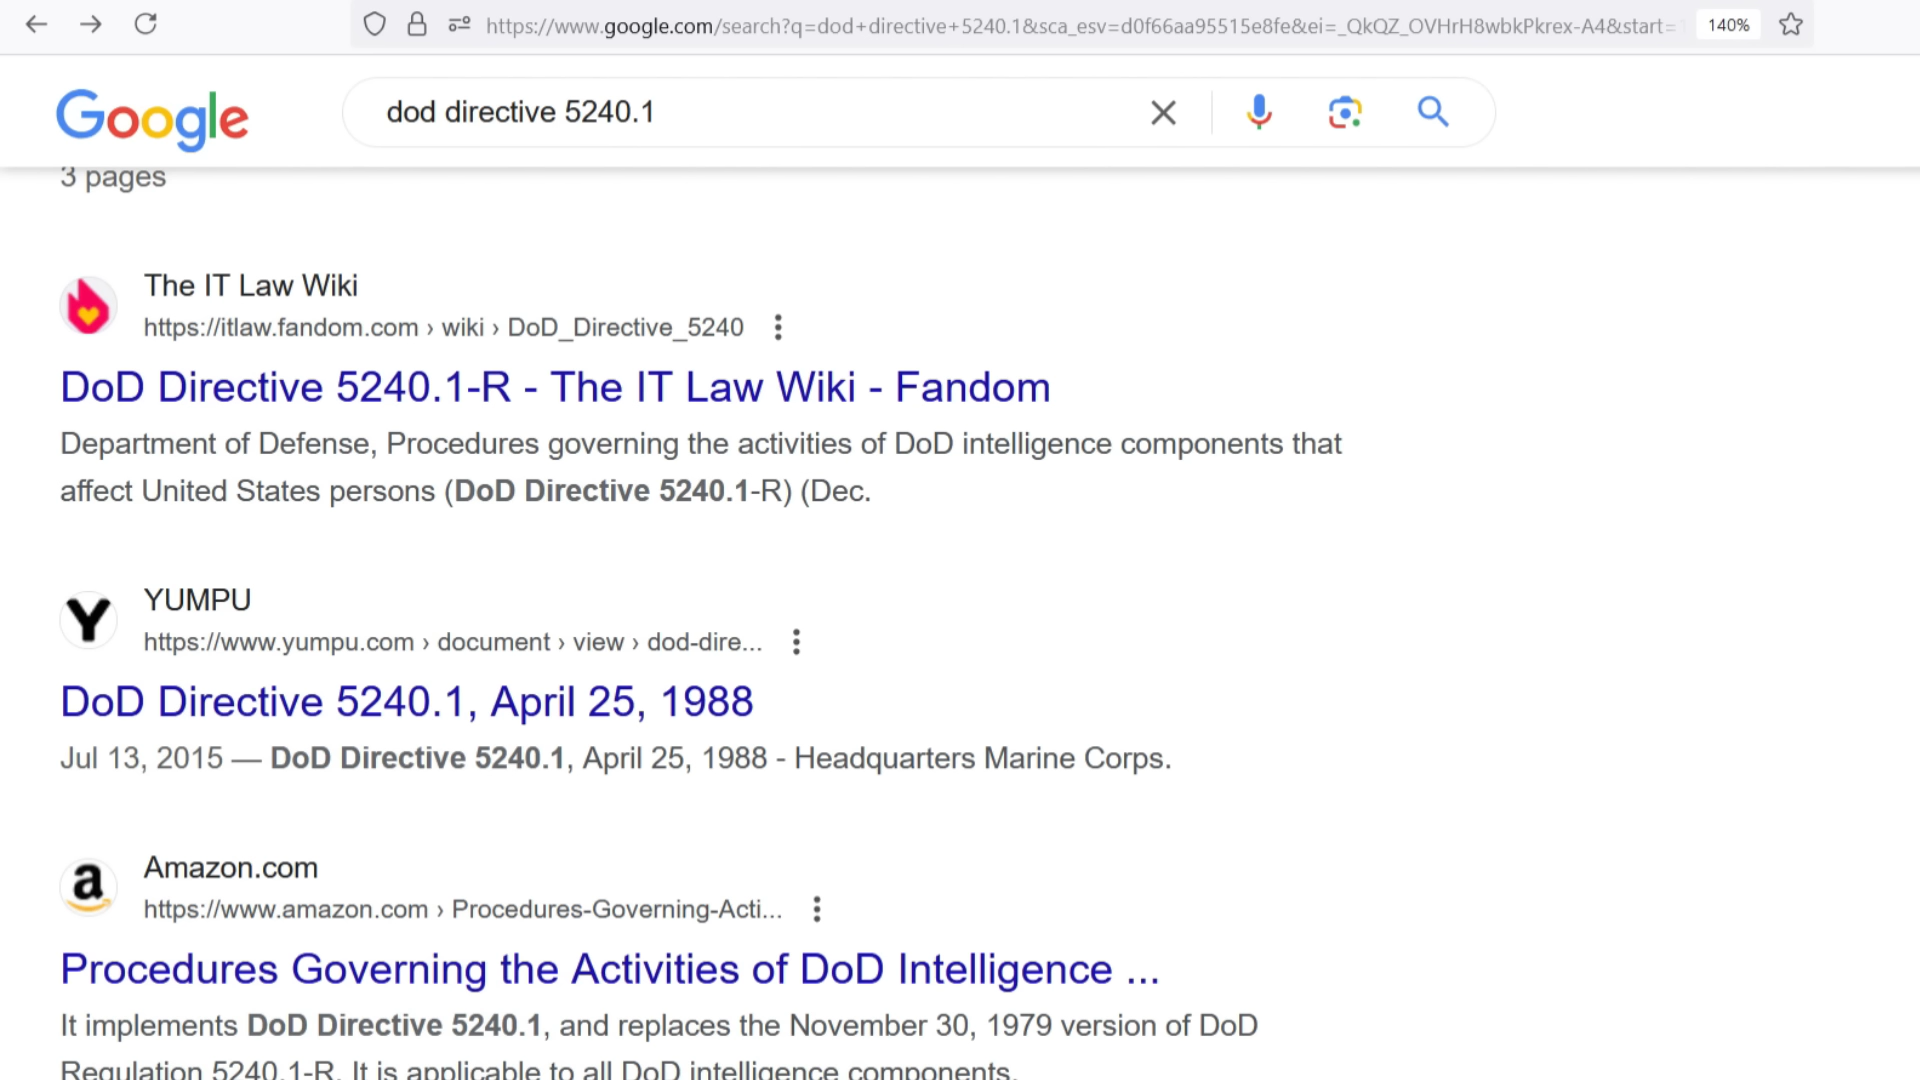 https://www.google.com/search?q=dod+directive+5240.1&sca_esv=d0f66aa95515e8fe&ei=_QkQZ_OVHrH8wbkPkrex-A4&start=
140%
Google
dod directive 5240.1
3 pages
The IT Law Wiki
https://itlaw.fandom.com › wiki › DoD_Directive_5240
DoD Directive 5240.1-R - The IT Law Wiki - Fandom
Department of Defense, Procedures governing the activities of DoD intelligence components that
affect United States persons (DoD Directive 5240.1-R) (Dec.
Y
YUMPU
https://www.yumpu.com › document › view › dod-dire...
DoD Directive 5240.1, April 25, 1988
Jul 13, 2015 — DoD Directive 5240.1, April 25, 1988 - Headquarters Marine Corps.
a
Amazon.com
https://www.amazon.com › Procedures-Governing-Acti...
Procedures Governing the Activities of DoD Intelligence ...
It implements DoD Directive 5240.1, and replaces the November 30, 1979 version of DoD
Regulation 5240.1-R. It is applicable to all DoD intelligence components.